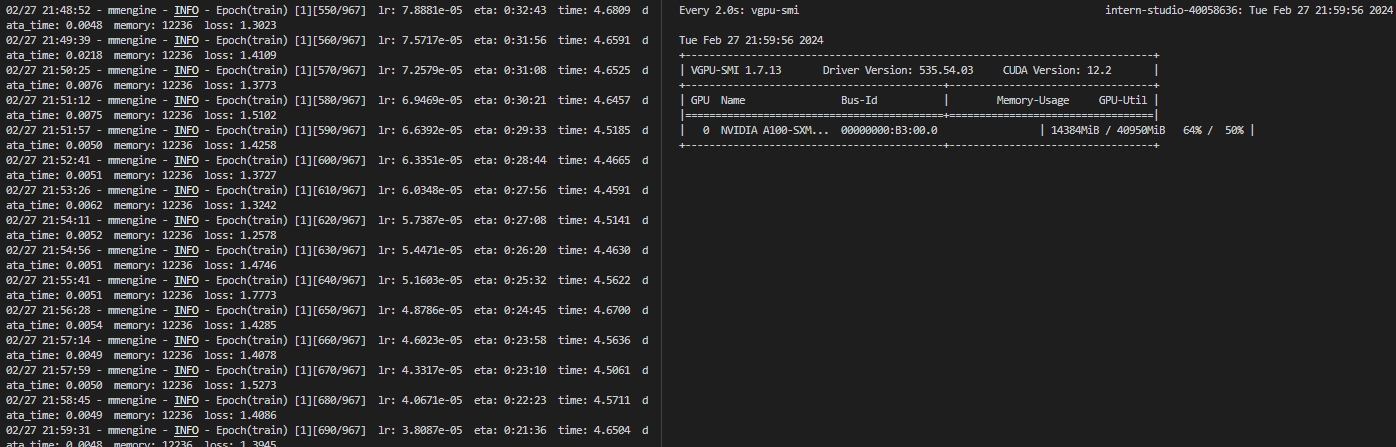 02/27 21:48:52 - mmengine - INFO - Epoch(train) [1][550/967]  lr: 7.8881e-05  eta: 0:32:43  time: 4.6809  d
ata_time: 0.0048  memory: 12236  loss: 1.3023
02/27 21:49:39 - mmengine - INFO - Epoch(train) [1][560/967]  lr: 7.5717e-05  eta: 0:31:56  time: 4.6591  d
ata_time: 0.0218  memory: 12236  loss: 1.4109
02/27 21:50:25 - mmengine - INFO - Epoch(train) [1][570/967]  lr: 7.2579e-05  eta: 0:31:08  time: 4.6525  d
ata_time: 0.0076  memory: 12236  loss: 1.3773
02/27 21:51:12 - mmengine - INFO - Epoch(train) [1][580/967]  lr: 6.9469e-05  eta: 0:30:21  time: 4.6457  d
ata_time: 0.0075  memory: 12236  loss: 1.5102
02/27 21:51:57 - mmengine - INFO - Epoch(train) [1][590/967]  lr: 6.6392e-05  eta: 0:29:33  time: 4.5185  d
ata_time: 0.0050  memory: 12236  loss: 1.4258
02/27 21:52:41 - mmengine - INFO - Epoch(train) [1][600/967]  lr: 6.3351e-05  eta: 0:28:44  time: 4.4665  d
ata_time: 0.0051  memory: 12236  loss: 1.3727
02/27 21:53:26 - mmengine - INFO - Epoch(train) [1][610/967]  lr: 6.0348e-05  eta: 0:27:56  time: 4.4591  d
ata_time: 0.0062  memory: 12236  loss: 1.3242
02/27 21:54:11 - mmengine - INFO - Epoch(train) [1][620/967]  lr: 5.7387e-05  eta: 0:27:08  time: 4.5141  d
ata_time: 0.0052  memory: 12236  loss: 1.2578
02/27 21:54:56 - mmengine - INFO - Epoch(train) [1][630/967]  lr: 5.4471e-05  eta: 0:26:20  time: 4.4630  d
ata_time: 0.0051  memory: 12236  loss: 1.4746
02/27 21:55:41 - mmengine - INFO - Epoch(train) [1][640/967]  lr: 5.1603e-05  eta: 0:25:32  time: 4.5622  d
ata_time: 0.0051  memory: 12236  loss: 1.7773
02/27 21:56:28 - mmengine - INFO - Epoch(train) [1][650/967]  lr: 4.8786e-05  eta: 0:24:45  time: 4.6700  d
ata_time: 0.0054  memory: 12236  loss: 1.4285
02/27 21:57:14 - mmengine - INFO - Epoch(train) [1][660/967]  lr: 4.6023e-05  eta: 0:23:58  time: 4.5636  d
ata_time: 0.0049  memory: 12236  loss: 1.4078
02/27 21:57:59 - mmengine - INFO - Epoch(train) [1][670/967]  lr: 4.3317e-05  eta: 0:23:10  time: 4.5061  d
ata_time: 0.0050  memory: 12236  loss: 1.5273
02/27 21:58:45 - mmengine - INFO - Epoch(train) [1][680/967]  lr: 4.0671e-05  eta: 0:22:23  time: 4.5711  d
ata_time: 0.0049  memory: 12236  loss: 1.4086
02/27 21:59:31 - mmengine - INFO - Epoch(train) [1][690/967]  lr: 3.8087e-05  eta: 0:21:36  time: 4.6504  d
ata_time: 0.0048  memory: 12236  loss: 1.3945
Every 2.0s: vgpu-smi  intern-studio-40058636: Tue Feb 27 21:59:56 2024
Tue Feb 27 21:59:56 2024
+-------------------------------------------+----------------------------------+
| VGPU-SMI 1.7.13       Driver Version: 535.54.03     CUDA Version: 12.2       |
+-------------------------------------------+----------------------------------+
| GPU  Name                Bus-Id           |        Memory-Usage     GPU-Util |
|===========================================+==================================|
|   0  NVIDIA A100-SXM...  00000000:B3:00.0                 | 14384MiB / 40950MiB   64% /  50% |
+-------------------------------------------+----------------------------------+